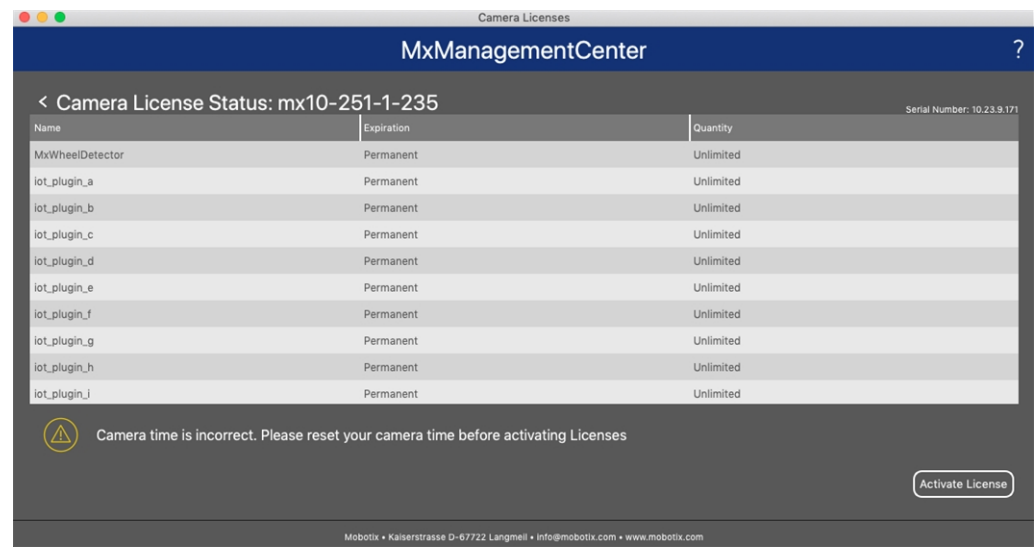 Camera Licenses
MxManagementCenter
?
< Camera License Status: mx10-251-1-235
Serial Number: 10.23.9.171
Name Expiration Quantity
MxWheelDetector Permanent Unlimited
iot_plugin_a Permanent Unlimited
iot_plugin_b Permanent Unlimited
iot_plugin_c Permanent Unlimited
iot_plugin_d Permanent Unlimited
iot_plugin_e Permanent Unlimited
iot_plugin_f Permanent Unlimited
iot_plugin_g Permanent Unlimited
iot_plugin_h Permanent Unlimited
iot_plugin_i Permanent Unlimited
Camera time is incorrect. Please reset your camera time before activating Licenses
Activate License
Mobotix • Kaiserstrasse D-67722 Langmeil • info@mobotix.com • www.mobotix.com